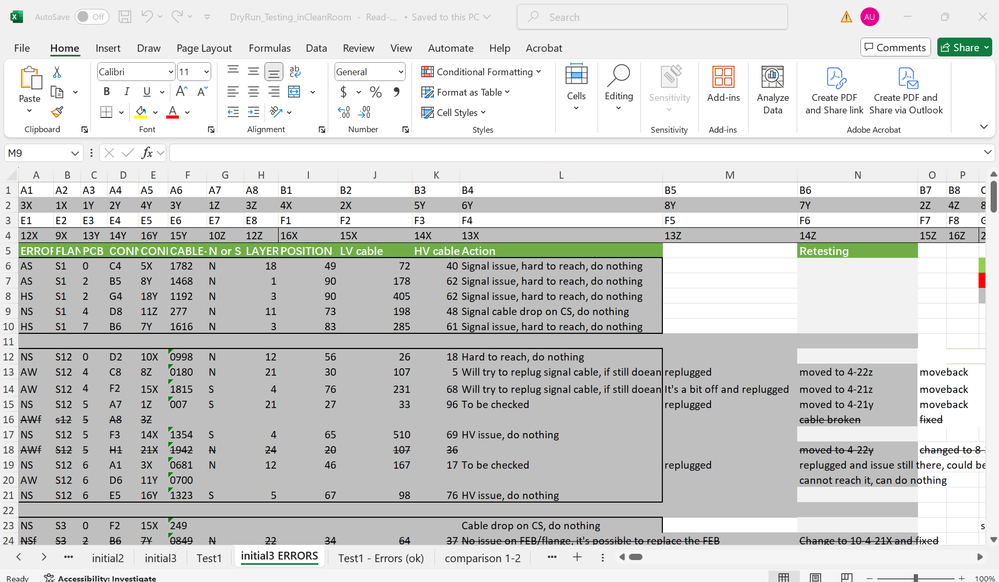 AutoSave Off DryRun_Testing_inCleanRoom - Read-... • Saved to this PC Search AU
File Home Insert Draw Page Layout Formulas Data Review View Automate Help Acrobat Comments Share
Paste Calibri 11 General Conditional Formatting Format as Table Cell Styles Cells Editing Sensitivity Add-ins Analyze Data Create PDF and Share link Create PDF and Share via Outlook
Clipboard Font Alignment Number Styles Sensitivity Add-ins Adobe Acrobat
M9 fx
A B C D E F G H I J K L M N O P
1 A1 A2 A3 A4 A5 A6 A7 A8 B1 B2 B3 B4 B5 B6 B7 B8
2 3X 1X 1Y 2Y 4Y 3Y 1Z 3Z 4X 2X 5Y 6Y 8Y 7Y 2Z 4Z 8
3 E1 E2 E3 E4 E5 E6 E7 E8 F1 F2 F3 F4 F5 F6 F7 F8
4 12X 9X 13Y 14Y 16Y 15Y 10Z 12Z 16X 15X 14X 13X 13Z 14Z 15Z 16Z 2
5 ERROR FLAN PCB CONN CONI CABLE- N or S LAYER POSITION LV cable HV cable Action Retesting
6 AS S1 0 C4 5X 1782 N 18 49 72 40 Signal issue, hard to reach, do nothing
7 AS S1 2 B5 8Y 1468 N 1 90 178 62 Signal issue, hard to reach, do nothing
8 HS S1 2 G4 18Y 1192 N 3 90 405 62 Signal issue, hard to reach, do nothing
9 NS S1 4 D8 11Z 277 N 11 73 198 48 Signal cable drop on CS, do nothing
10 HS S1 7 B6 7Y 1616 N 3 83 285 61 Signal issue, hard to reach, do nothing
11
12 NS S12 0 D2 10X 0998 N 12 56 26 18 Hard to reach, do nothing
13 AW S12 4 C8 8Z 0180 N 21 30 107 5 Will try to replug signal cable, if still doean replugged moved to 4-22z moveback
14 AW S12 4 F2 15X 1815 S 4 76 231 68 Will try to replug signal cable, if still doean It's a bit off and replugged moved to 4-21z moveback
15 NS S12 5 A7 1Z 007 S 21 27 33 96 To be checked replugged moved to 4-21y moveback
16 AWf s12 5 A8 3Z cable broken fixed
17 NS S12 5 F3 14X 1354 S 4 65 510 69 HV issue, do nothing
18 AWf S12 5 H1 21X 1942 N 24 20 107 36 moved to 4-22y changed to 8-
19 NS S12 6 A1 3X 0681 N 12 46 167 17 To be checked replugged replugged and issue still there, could be
20 AW S12 6 D6 11Y 0700 cannot reach it, can do nothing
21 NS S12 6 E5 16Y 1323 S 5 67 98 76 HV issue, do nothing
22
23 NS S3 0 F2 15X 249 Cable drop on CS, do nothing s
24 NSf S3 2 B6 7Y 0849 N 22 34 64 37 No issue on FEB/flange, it's possible to replace the FEB Change to 10-4-21X and fixed
initial2 initial3 Test1 initial3 ERRORS Test1 - Errors (ok) comparison 1-2
Ready Accessibility: Investigate 100%